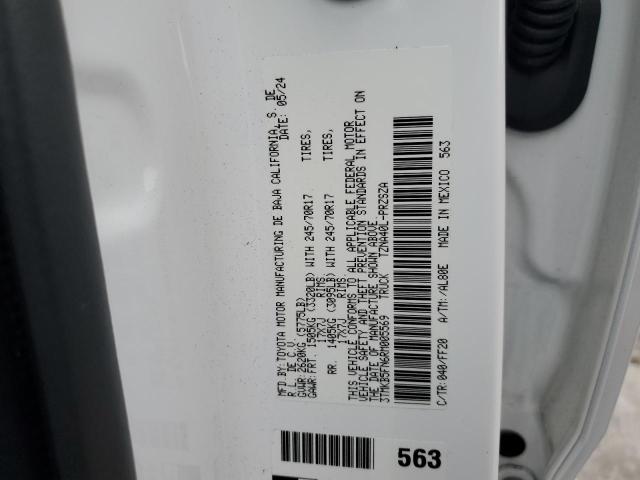 MFD.BY:TOYOTA MOTOR MANUFACTURING DE BAJA CALIFORNIA, S. DE
R.L. DE C.V. DATE: 05/24
GVWR:2620KG (5775LB)
GAWR:FRT. 1505KG (3320LB) WITH 245/70R17 TIRES,
17X7J RIMS
RR. 1405KG (3095LB) WITH 245/70R17 TIRES,
17X7J RIMS
THIS VEHICLE CONFORMS TO ALL APPLICABLE FEDERAL MOTOR
VEHICLE SAFETY AND THEFT PREVENTION STANDARDS IN EFFECT ON
THE DATE OF MANUFACTURE SHOWN ABOVE.
3TMKB5FN6RM005569 TRUCK TZNA40L-PRZSZA
C/TR:040/FF20 A/TM:/AL80E MADE IN MEXICO 563
563